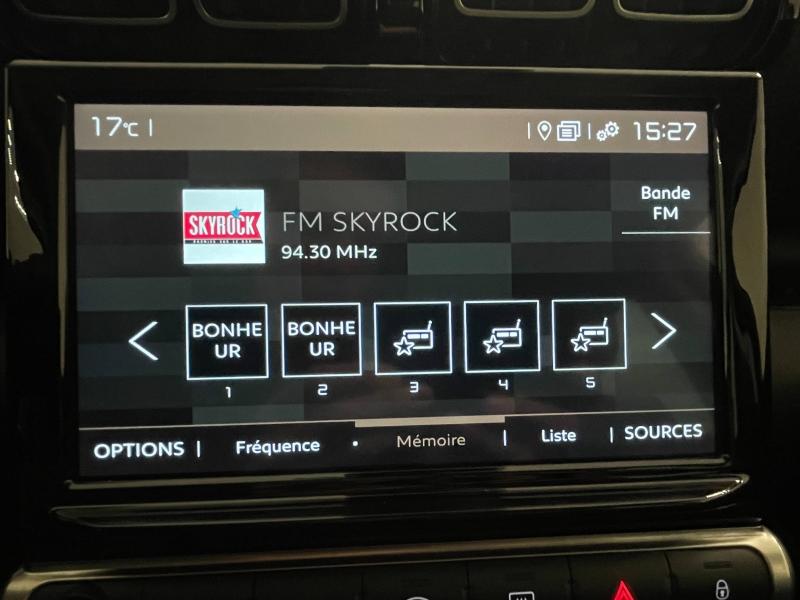 17°C
15:27
Bande
FM
SKYROCK
FM SKYROCK
94.30 MHz
BONHE
UR
BONHE
UR
1
2
3
4
5
OPTIONS
Fréquence
Mémoire
Liste
SOURCES